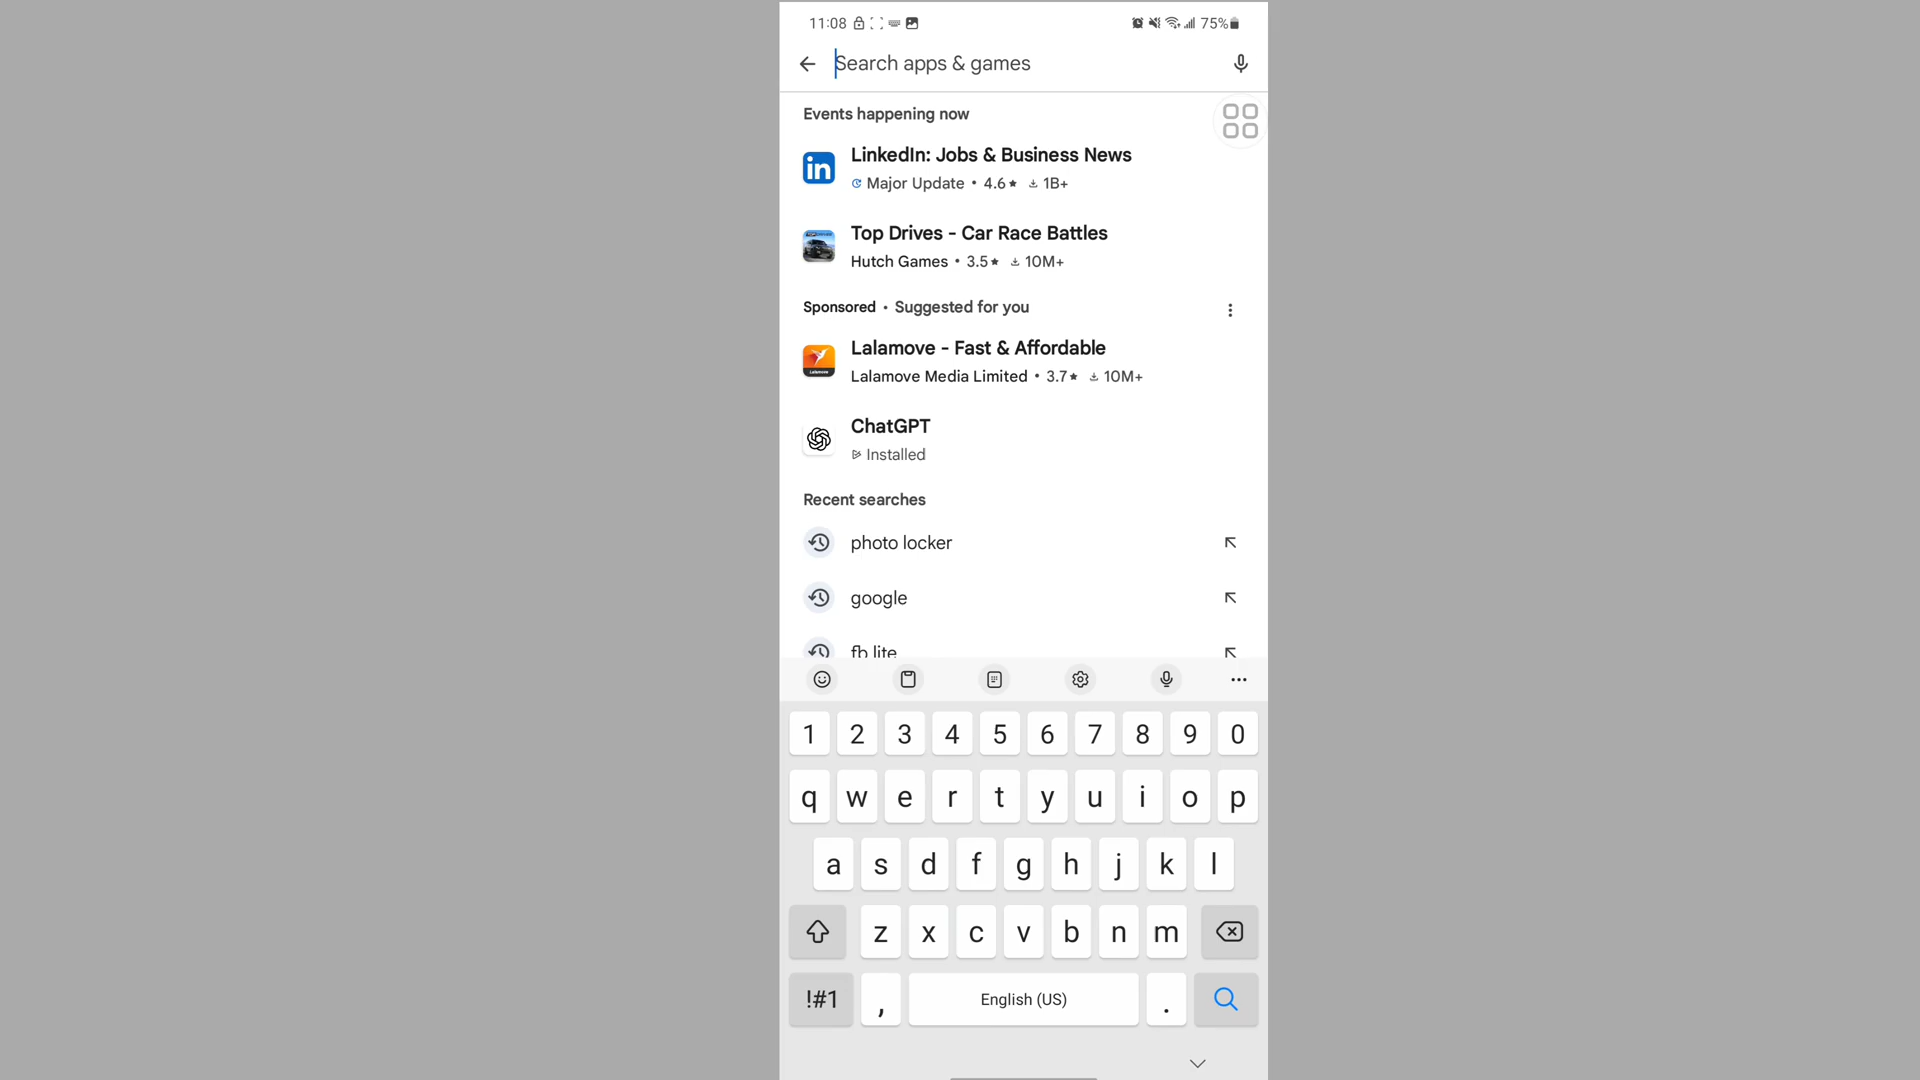 11:08
75%
Search apps & games
Events happening now
LinkedIn: Jobs & Business News
Major Update • 4.6★ 1B+
Top Drives - Car Race Battles
Hutch Games • 3.5★ 10M+
Sponsored • Suggested for you
Lalamove - Fast & Affordable
Lalamove Media Limited • 3.7★ 10M+
ChatGPT
Installed
Recent searches
photo locker
google
fb lite
1 2 3 4 5 6 7 8 9 0
q w e r t y u i o p
a s d f g h j k l
z x c v b n m
!#1 , English (US) .